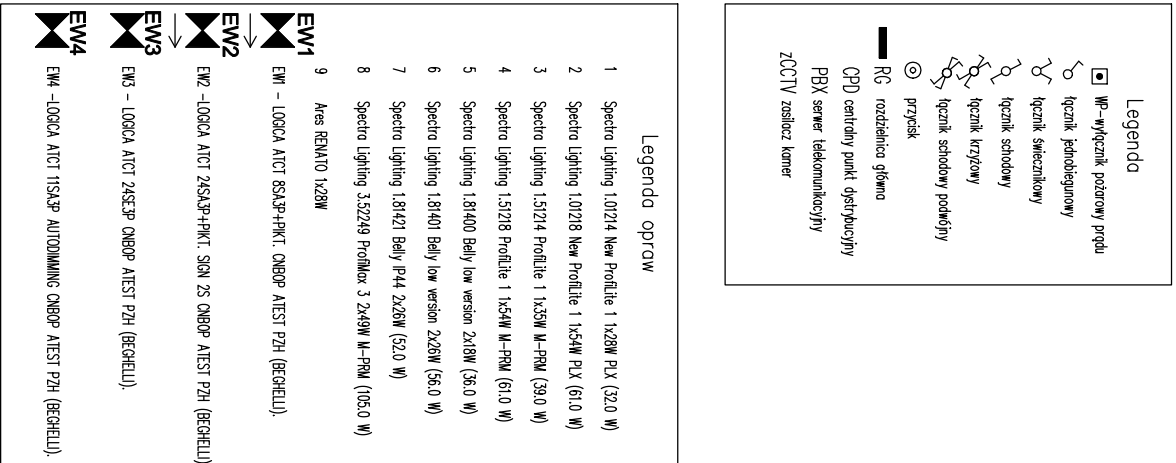 Legenda
WP-wyłącznik pożarowy prądu
łącznik jednobiegunowy
łącznik świecznikowy
łącznik schodowy
łącznik krzyżowy
łącznik schodowy podwójny
przycisk
RG rozdzielnica główna
CPD centralny punkt dystrybucyjny
PBX serwer telekomunikacyjny
zCCTV zasilacz kamer
Legenda opraw
1 Spectra Lighting 1.01214 New ProfiLite 1 1x28W PLX (32.0 W)
2 Spectra Lighting 1.01218 New ProfiLite 1 1x54W PLX (61.0 W)
3 Spectra Lighting 1.51214 ProfiLite 1 1x35W M-PRM (39.0 W)
4 Spectra Lighting 1.51218 ProfiLite 1 1x54W M-PRM (61.0 W)
5 Spectra Lighting 1.81400 Belly low version 2x18W (36.0 W)
6 Spectra Lighting 1.81401 Belly low version 2x26W (56.0 W)
7 Spectra Lighting 1.81421 Belly IP44 2x26W (52.0 W)
8 Spectra Lighting 3.52249 ProfiMax 3 2x49W M-PRM (105.0 W)
9 Ares RENATO 1x28W
EW1 EW1 - LOGICA ATCT 8SA3P+PIKT. CNBOP ATEST PZH (BEGHELLI).
EW2 EW2 -LOGICA ATCT 24SA3P+PIKT. SIGN 2S CNBOP ATEST PZH (BEGHELLI)
EW3 EW3 - LOGICA ATCT 24SE3P CNBOP ATEST PZH (BEGHELLI).
EW4 EW4 -LOGICA ATCT 11SA3P AUTODIMMING CNBOP ATEST PZH (BEGHELLI).